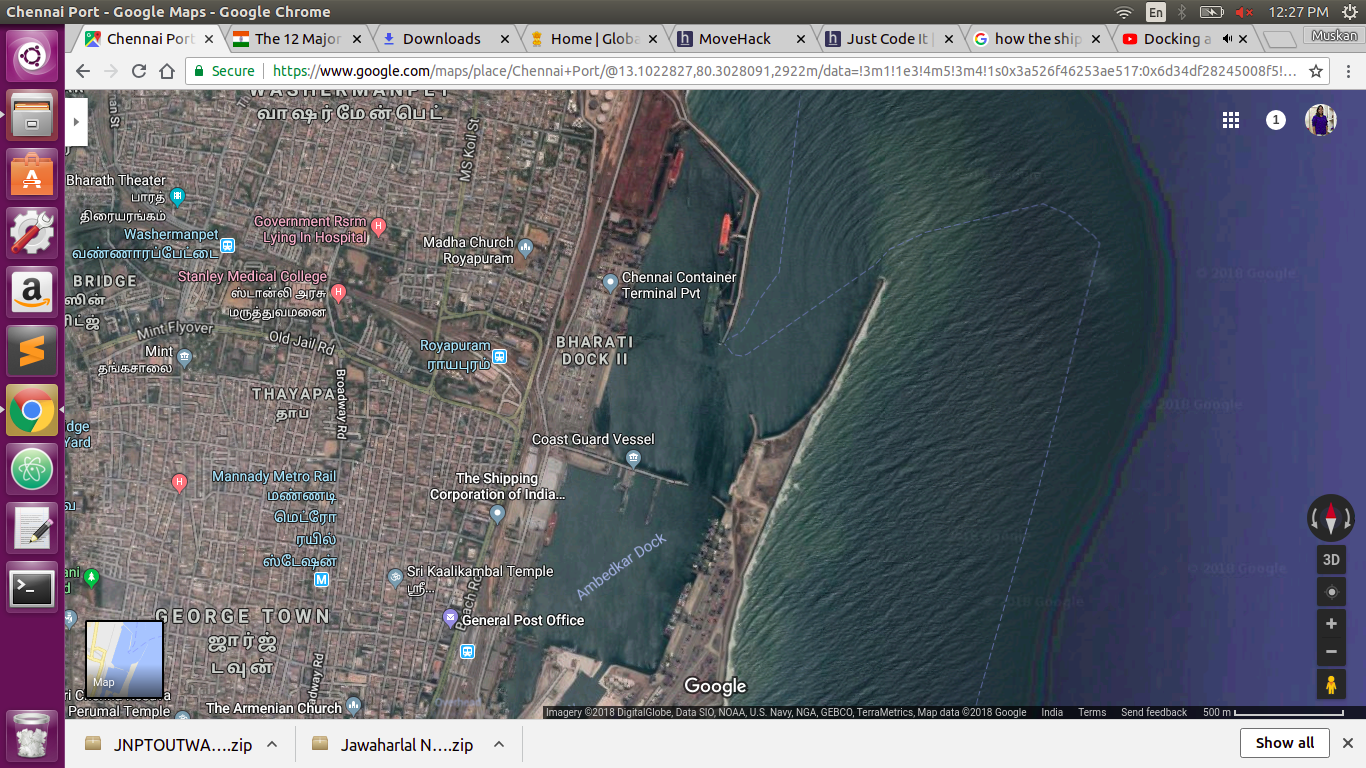 Chennai Port - Google Maps - Google Chrome
En
12:27 PM
Chennai Port
The 12 Major
Downloads
Home | Globa
MoveHack
Just Code It |
how the ship
Docking a
Muskan
Secure
https://www.google.com/maps/place/Chennai+Port/@13.1022827,80.3028091,2922m/data=!3m1!1e3!4m5!3m4!1s0x3a526f46253ae517:0x6d34df28245008f5!...
WASHERMANPET
வாஷர்மேன்பெட்
MS Koil St
1
Bharath Theater
பாரத்
திரையரங்கம்
Washermanpet
வண்ணாரப்பேட்டை
Government Rsrm
Lying In Hospital
Madha Church
Royapuram
BRIDGE
Stanley Medical College
ஸ்டான்லி அரசு
மருத்துவமனை
Chennai Container
Terminal Pvt
Mint Flyover
Old Jail Rd
Mint
தங்கசாலை
Royapuram
ராயபுரம்
BHARATI
DOCK II
THAYAPA
தாப
Broadway Rd
Coast Guard Vessel
Mannady Metro Rail
மண்ணடி
மெட்ரோ
ரயில்
ஸ்டேஷன்
M
The Shipping
Corporation of India...
Ambedkar Dock
Sri Kaalikambal Temple
ஸ்ரீ...
Beach Rd
General Post Office
GEORGE TOWN
ஜார்ஜ்
டவுன்
Map
Perumal Temple
The Armenian Church
Google
3D
© 2018 Google
© 2018 Google
© 2018 Google
Imagery ©2018 DigitalGlobe, Data SIO, NOAA, U.S. Navy, NGA, GEBCO, TerraMetrics, Map data ©2018 Google
India
Terms
Send feedback
500 m
JNPTOUTWA....zip
Jawaharlal N....zip
Show all